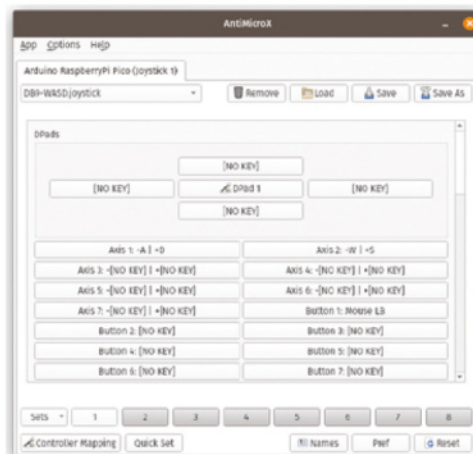 AntiMicroX
App Options Help
Arduino RaspberryPi Pico (Joystick 1)
DB9-WASD.joystick Remove Load Save Save As
DPads
[NO KEY]
[NO KEY] DPad 1 [NO KEY]
[NO KEY]
Axis 1: -A | +D Axis 2: -W | +S
Axis 3: -[NO KEY] | +[NO KEY] Axis 4: -[NO KEY] | +[NO KEY]
Axis 5: -[NO KEY] | +[NO KEY] Axis 6: -[NO KEY] | +[NO KEY]
Axis 7: -[NO KEY] | +[NO KEY] Button 1: Mouse LB
Button 2: [NO KEY] Button 3: [NO KEY]
Button 4: [NO KEY] Button 5: [NO KEY]
Button 6: [NO KEY] Button 7: [NO KEY]
Sets 1 2 3 4 5 6 7 8
Controller Mapping Quick Set Names Pref Reset